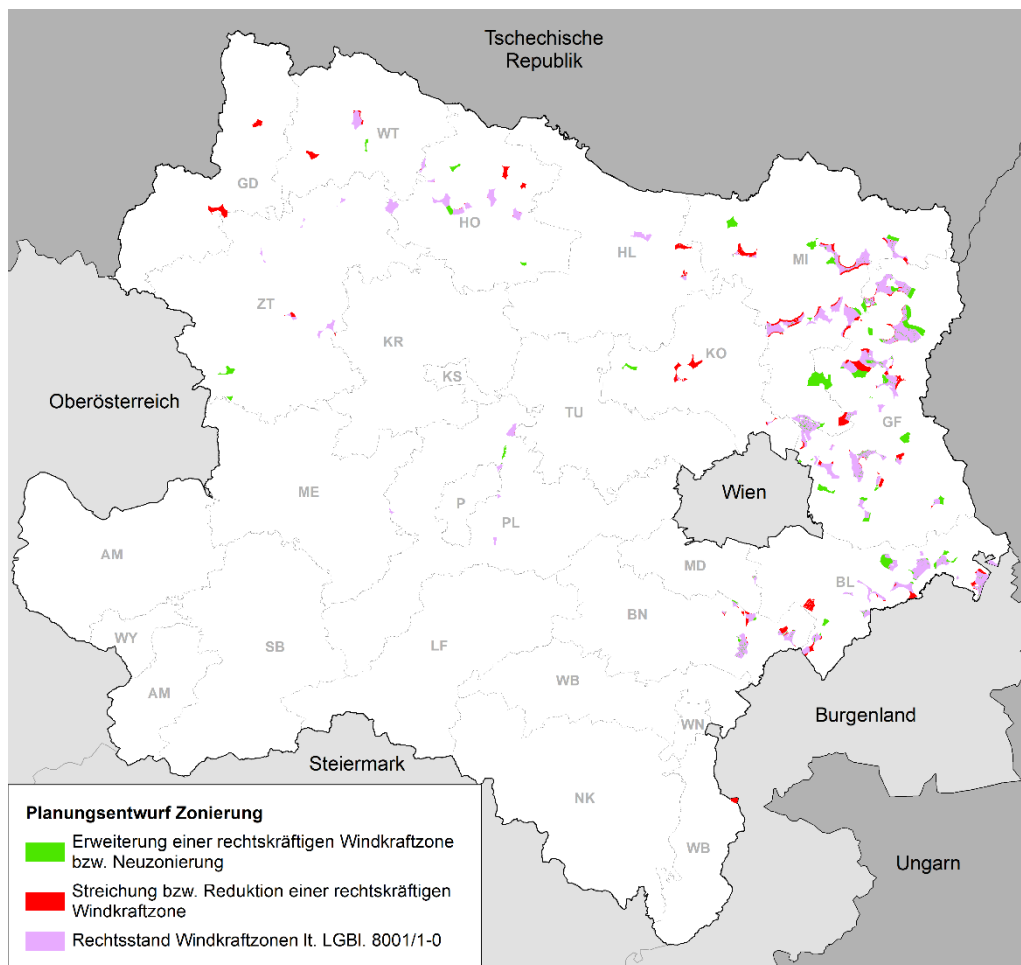 Tschechische
Republik
WT
GD
HO
HL
MI
ZT
KR
KO
KS
Oberösterreich
TU
GF
Wien
ME
P
PL
AM
MD
BL
BN
WY
SB
LF
WB
AM
WN
Burgenland
Steiermark
NK
WB
Ungarn
Planungsentwurf Zonierung
Erweiterung einer rechtskräftigen Windkraftzone
bzw. Neuzonierung
Streichung bzw. Reduktion einer rechtskräftigen
Windkraftzone
Rechtsstand Windkraftzonen lt. LGBl. 8001/1-0